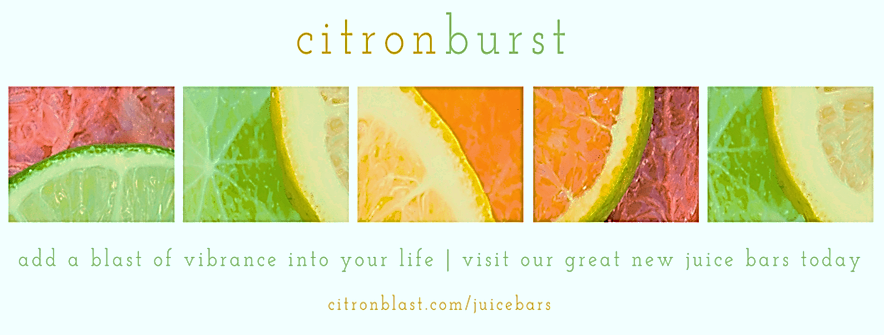 citronburst
add a blast of vibrance into your life | visit our great new juice bars today
citronblast.com/juicebars